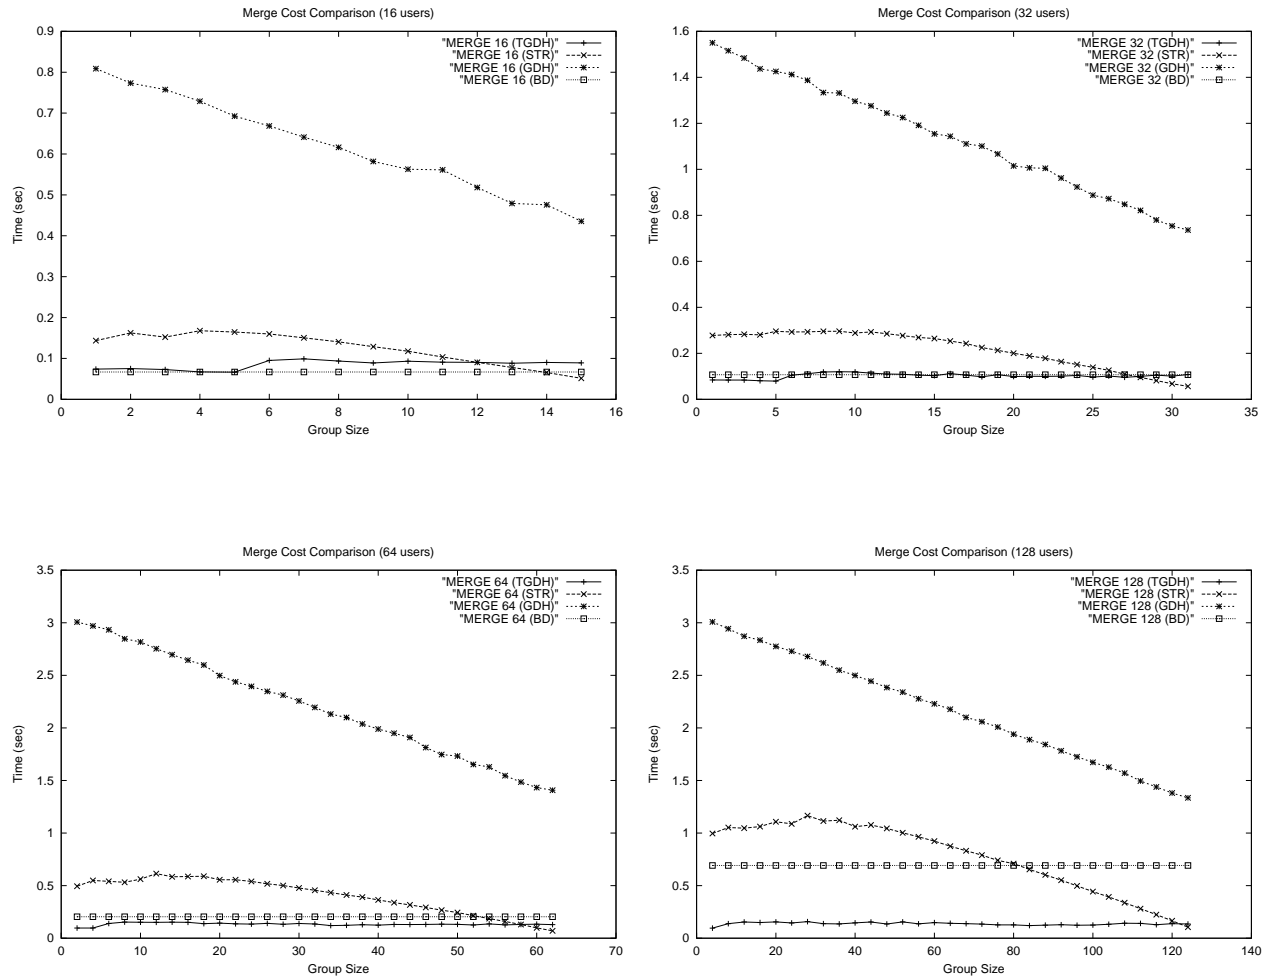 Merge Cost Comparison (16 users)
"MERGE 16 (TGDH)"
"MERGE 16 (STR)"
"MERGE 16 (GDH)"
"MERGE 16 (BD)"
0.9
0.8
0.7
0.6
0.5
0.4
0.3
0.2
0.1
0
Time (sec)
0 2 4 6 8 10 12 14 16
Group Size
Merge Cost Comparison (32 users)
"MERGE 32 (TGDH)"
"MERGE 32 (STR)"
"MERGE 32 (GDH)"
"MERGE 32 (BD)"
1.6
1.4
1.2
1
0.8
0.6
0.4
0.2
0
Time (sec)
0 5 10 15 20 25 30 35
Group Size
Merge Cost Comparison (64 users)
"MERGE 64 (TGDH)"
"MERGE 64 (STR)"
"MERGE 64 (GDH)"
"MERGE 64 (BD)"
3.5
3
2.5
2
1.5
1
0.5
0
Time (sec)
0 10 20 30 40 50 60 70
Group Size
Merge Cost Comparison (128 users)
"MERGE 128 (TGDH)"
"MERGE 128 (STR)"
"MERGE 128 (GDH)"
"MERGE 128 (BD)"
3.5
3
2.5
2
1.5
1
0.5
0
Time (sec)
0 20 40 60 80 100 120 140
Group Size